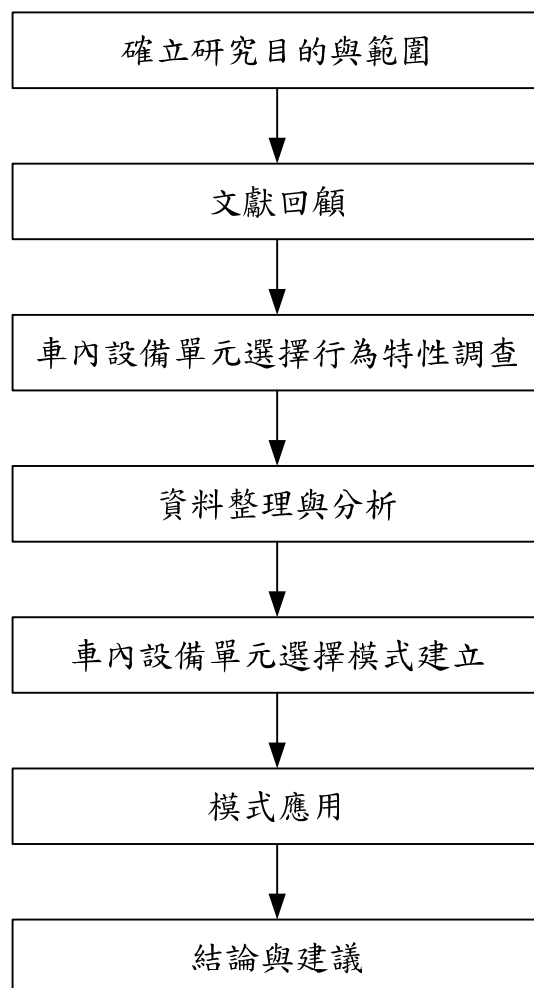 確立研究目的與範圍
文獻回顧
車內設備單元選擇行為特性調查
資料整理與分析
車內設備單元選擇模式建立
模式應用
結論與建議